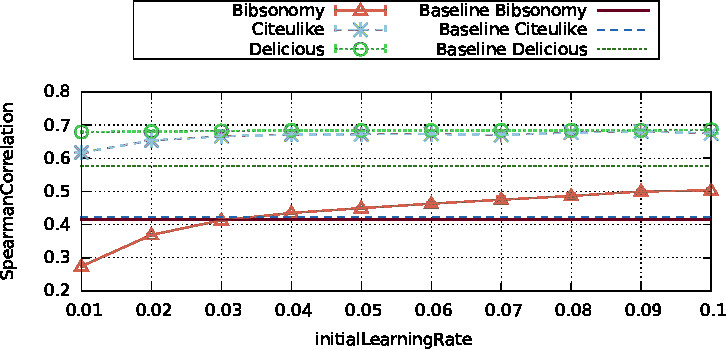 Bibsonomy Baseline Bibsonomy
Citeulike Baseline Citeulike
Delicious Baseline Delicious
0.8
0.7
0.6
0.5
0.4
0.3
0.2
SpearmanCorrelation
0.01 0.02 0.03 0.04 0.05 0.06 0.07 0.08 0.09 0.1
initialLearningRate